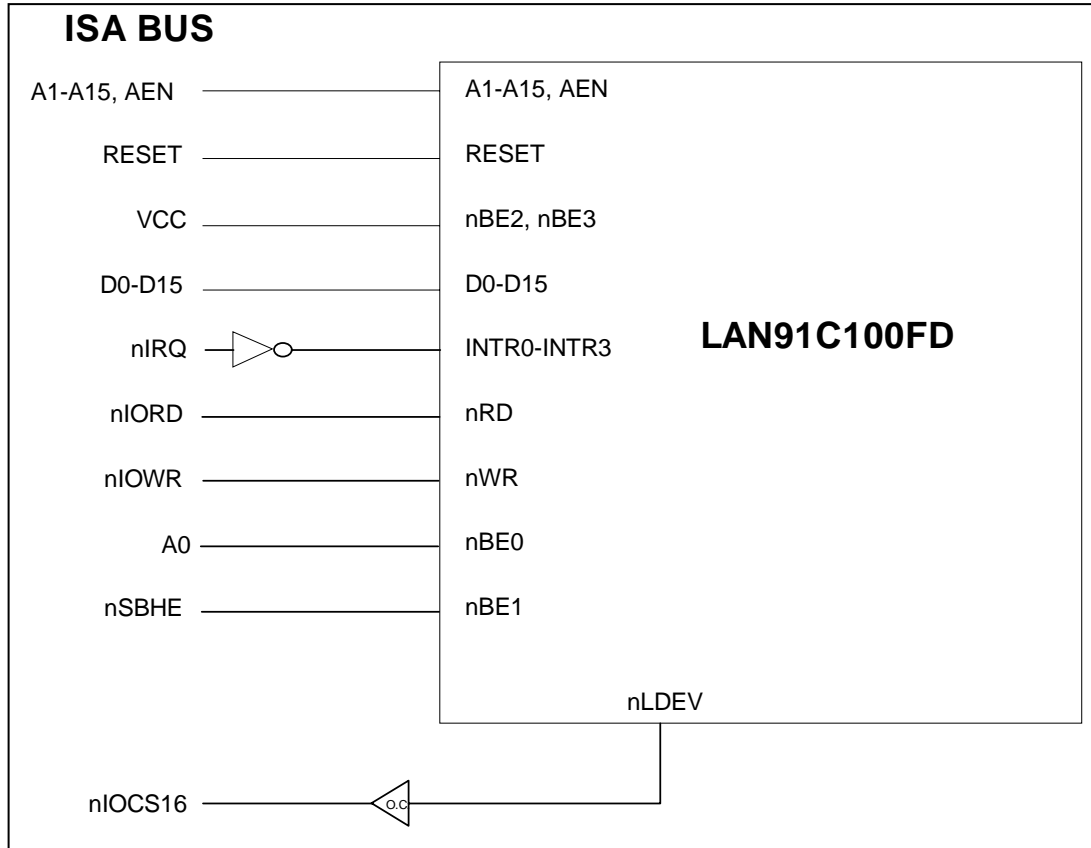 ISA BUS
A1-A15, AEN A1-A15, AEN
RESET RESET
VCC nBE2, nBE3
D0-D15 D0-D15
nIRQ INTR0-INTR3 LAN91C100FD
nIORD nRD
nIOWR nWR
A0 nBE0
nSBHE nBE1
nLDEV
nIOCS16 O.C